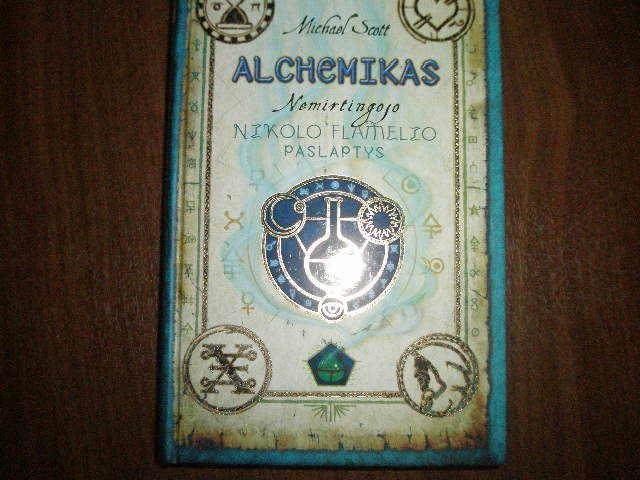 Michael Scott
ALCHEMIKAS
Nemirtingojo
NIKOLO FLAMELIO
PASLAPTYS